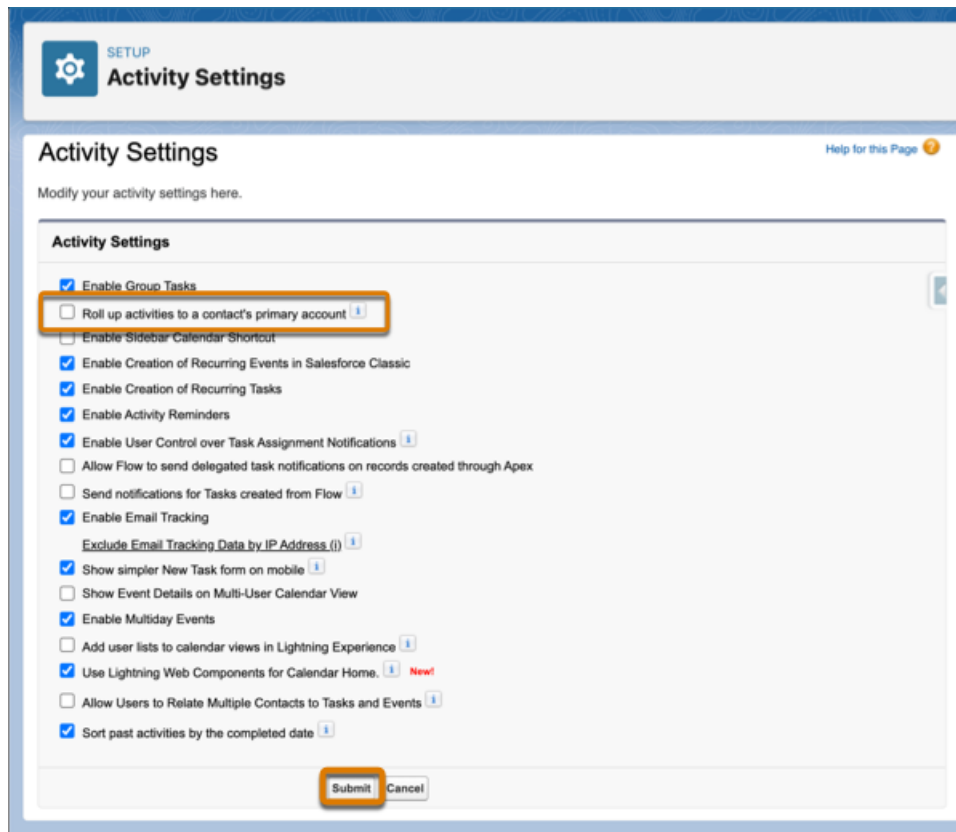 SETUP
Activity Settings
Activity Settings
Help for this Page
Modify your activity settings here.
Activity Settings
Enable Group Tasks
Roll up activities to a contact's primary account
Enable Sidebar Calendar Shortcut
Enable Creation of Recurring Events in Salesforce Classic
Enable Creation of Recurring Tasks
Enable Activity Reminders
Enable User Control over Task Assignment Notifications
Allow Flow to send delegated task notifications on records created through Apex
Send notifications for Tasks created from Flow
Enable Email Tracking
Exclude Email Tracking Data by IP Address (i)
Show simpler New Task form on mobile
Show Event Details on Multi-User Calendar View
Enable Multiday Events
Add user lists to calendar views in Lightning Experience
Use Lightning Web Components for Calendar Home. New!
Allow Users to Relate Multiple Contacts to Tasks and Events
Sort past activities by the completed date
Submit Cancel